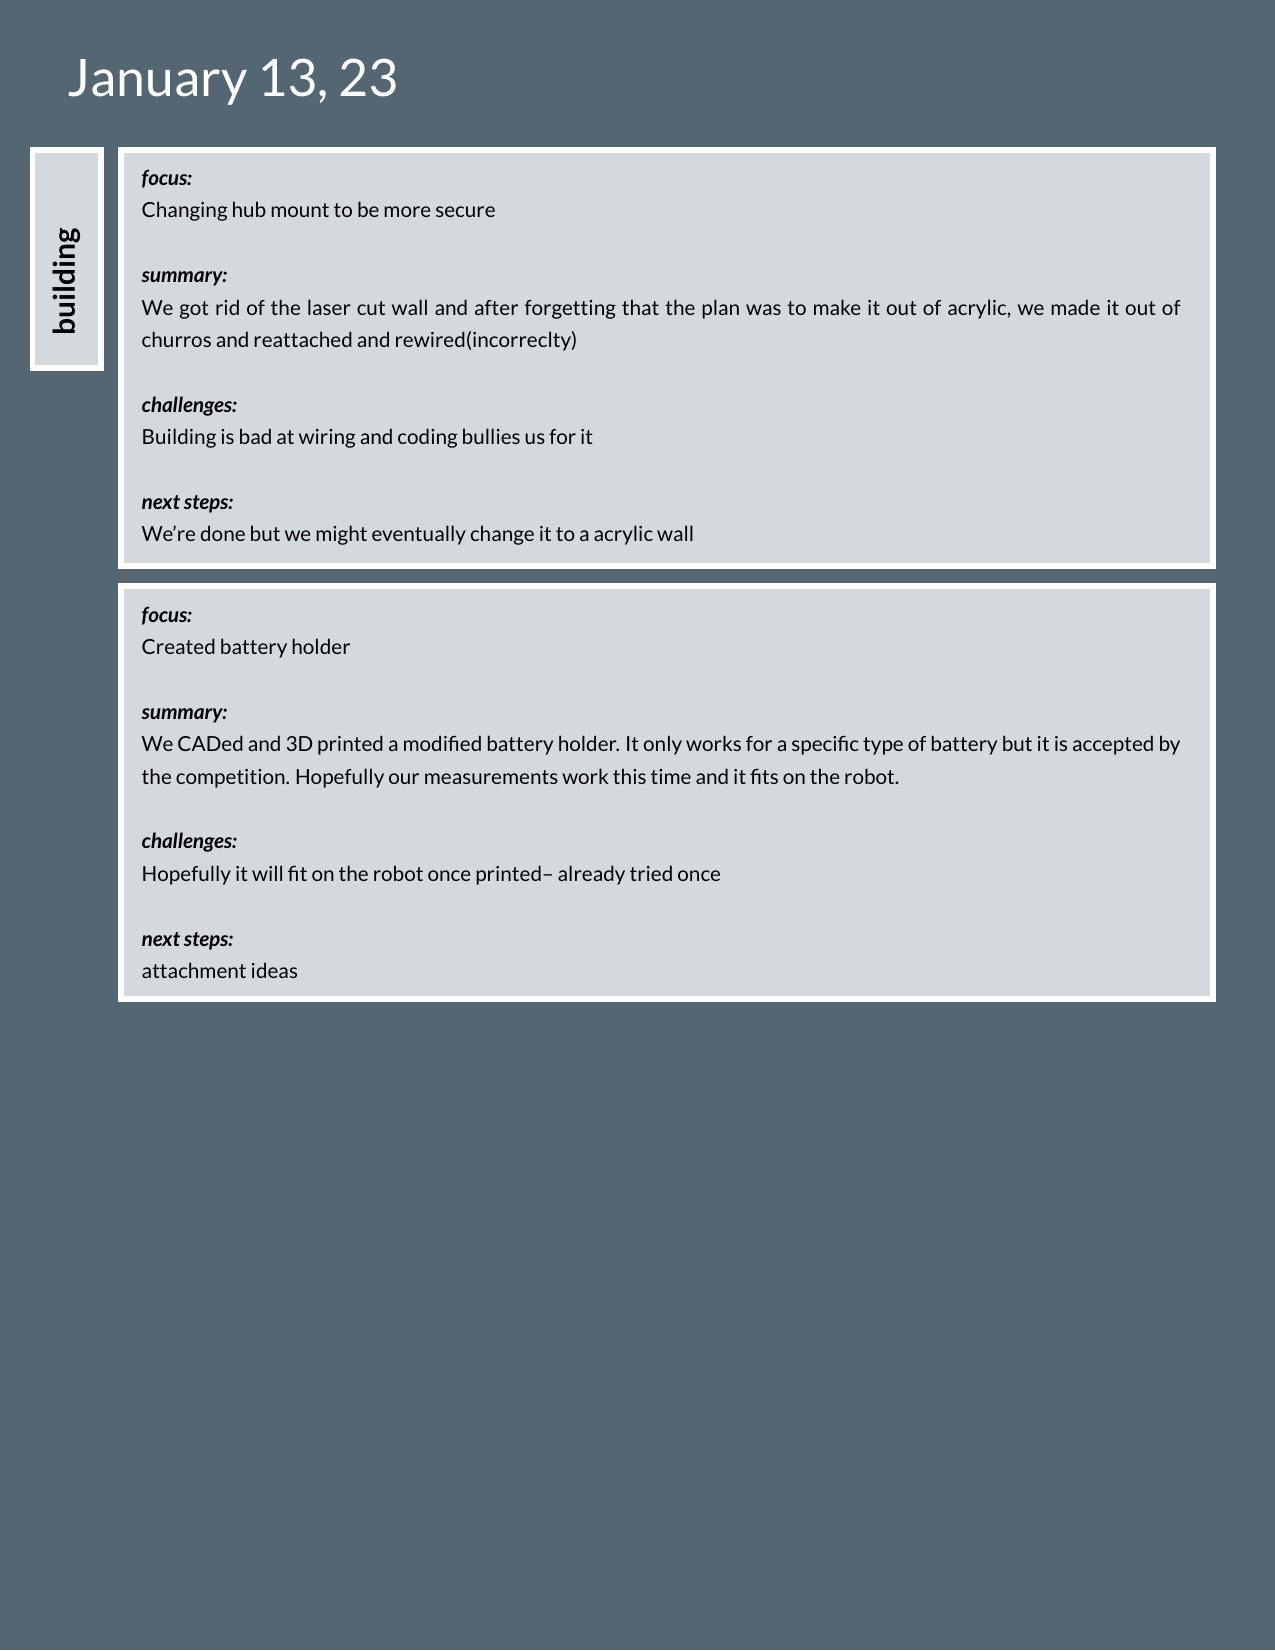 January 13, 23
building
focus:
Changing hub mount to be more secure
summary:
We got rid of the laser cut wall and after forgetting that the plan was to make it out of acrylic, we made it out of
churros and reattached and rewired(incorreclty)
challenges:
Building is bad at wiring and coding bullies us for it
next steps:
We’re done but we might eventually change it to a acrylic wall
focus:
Created battery holder
summary:
We CADed and 3D printed a modified battery holder. It only works for a specific type of battery but it is accepted by
the competition. Hopefully our measurements work this time and it fits on the robot.
challenges:
Hopefully it will fit on the robot once printed– already tried once
next steps:
attachment ideas